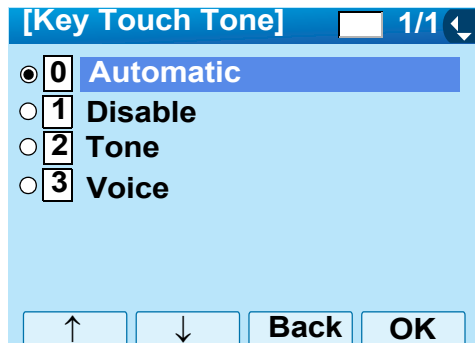 [Key Touch Tone] 1/1
0 Automatic
1 Disable
2 Tone
3 Voice
↑ ↓ Back OK